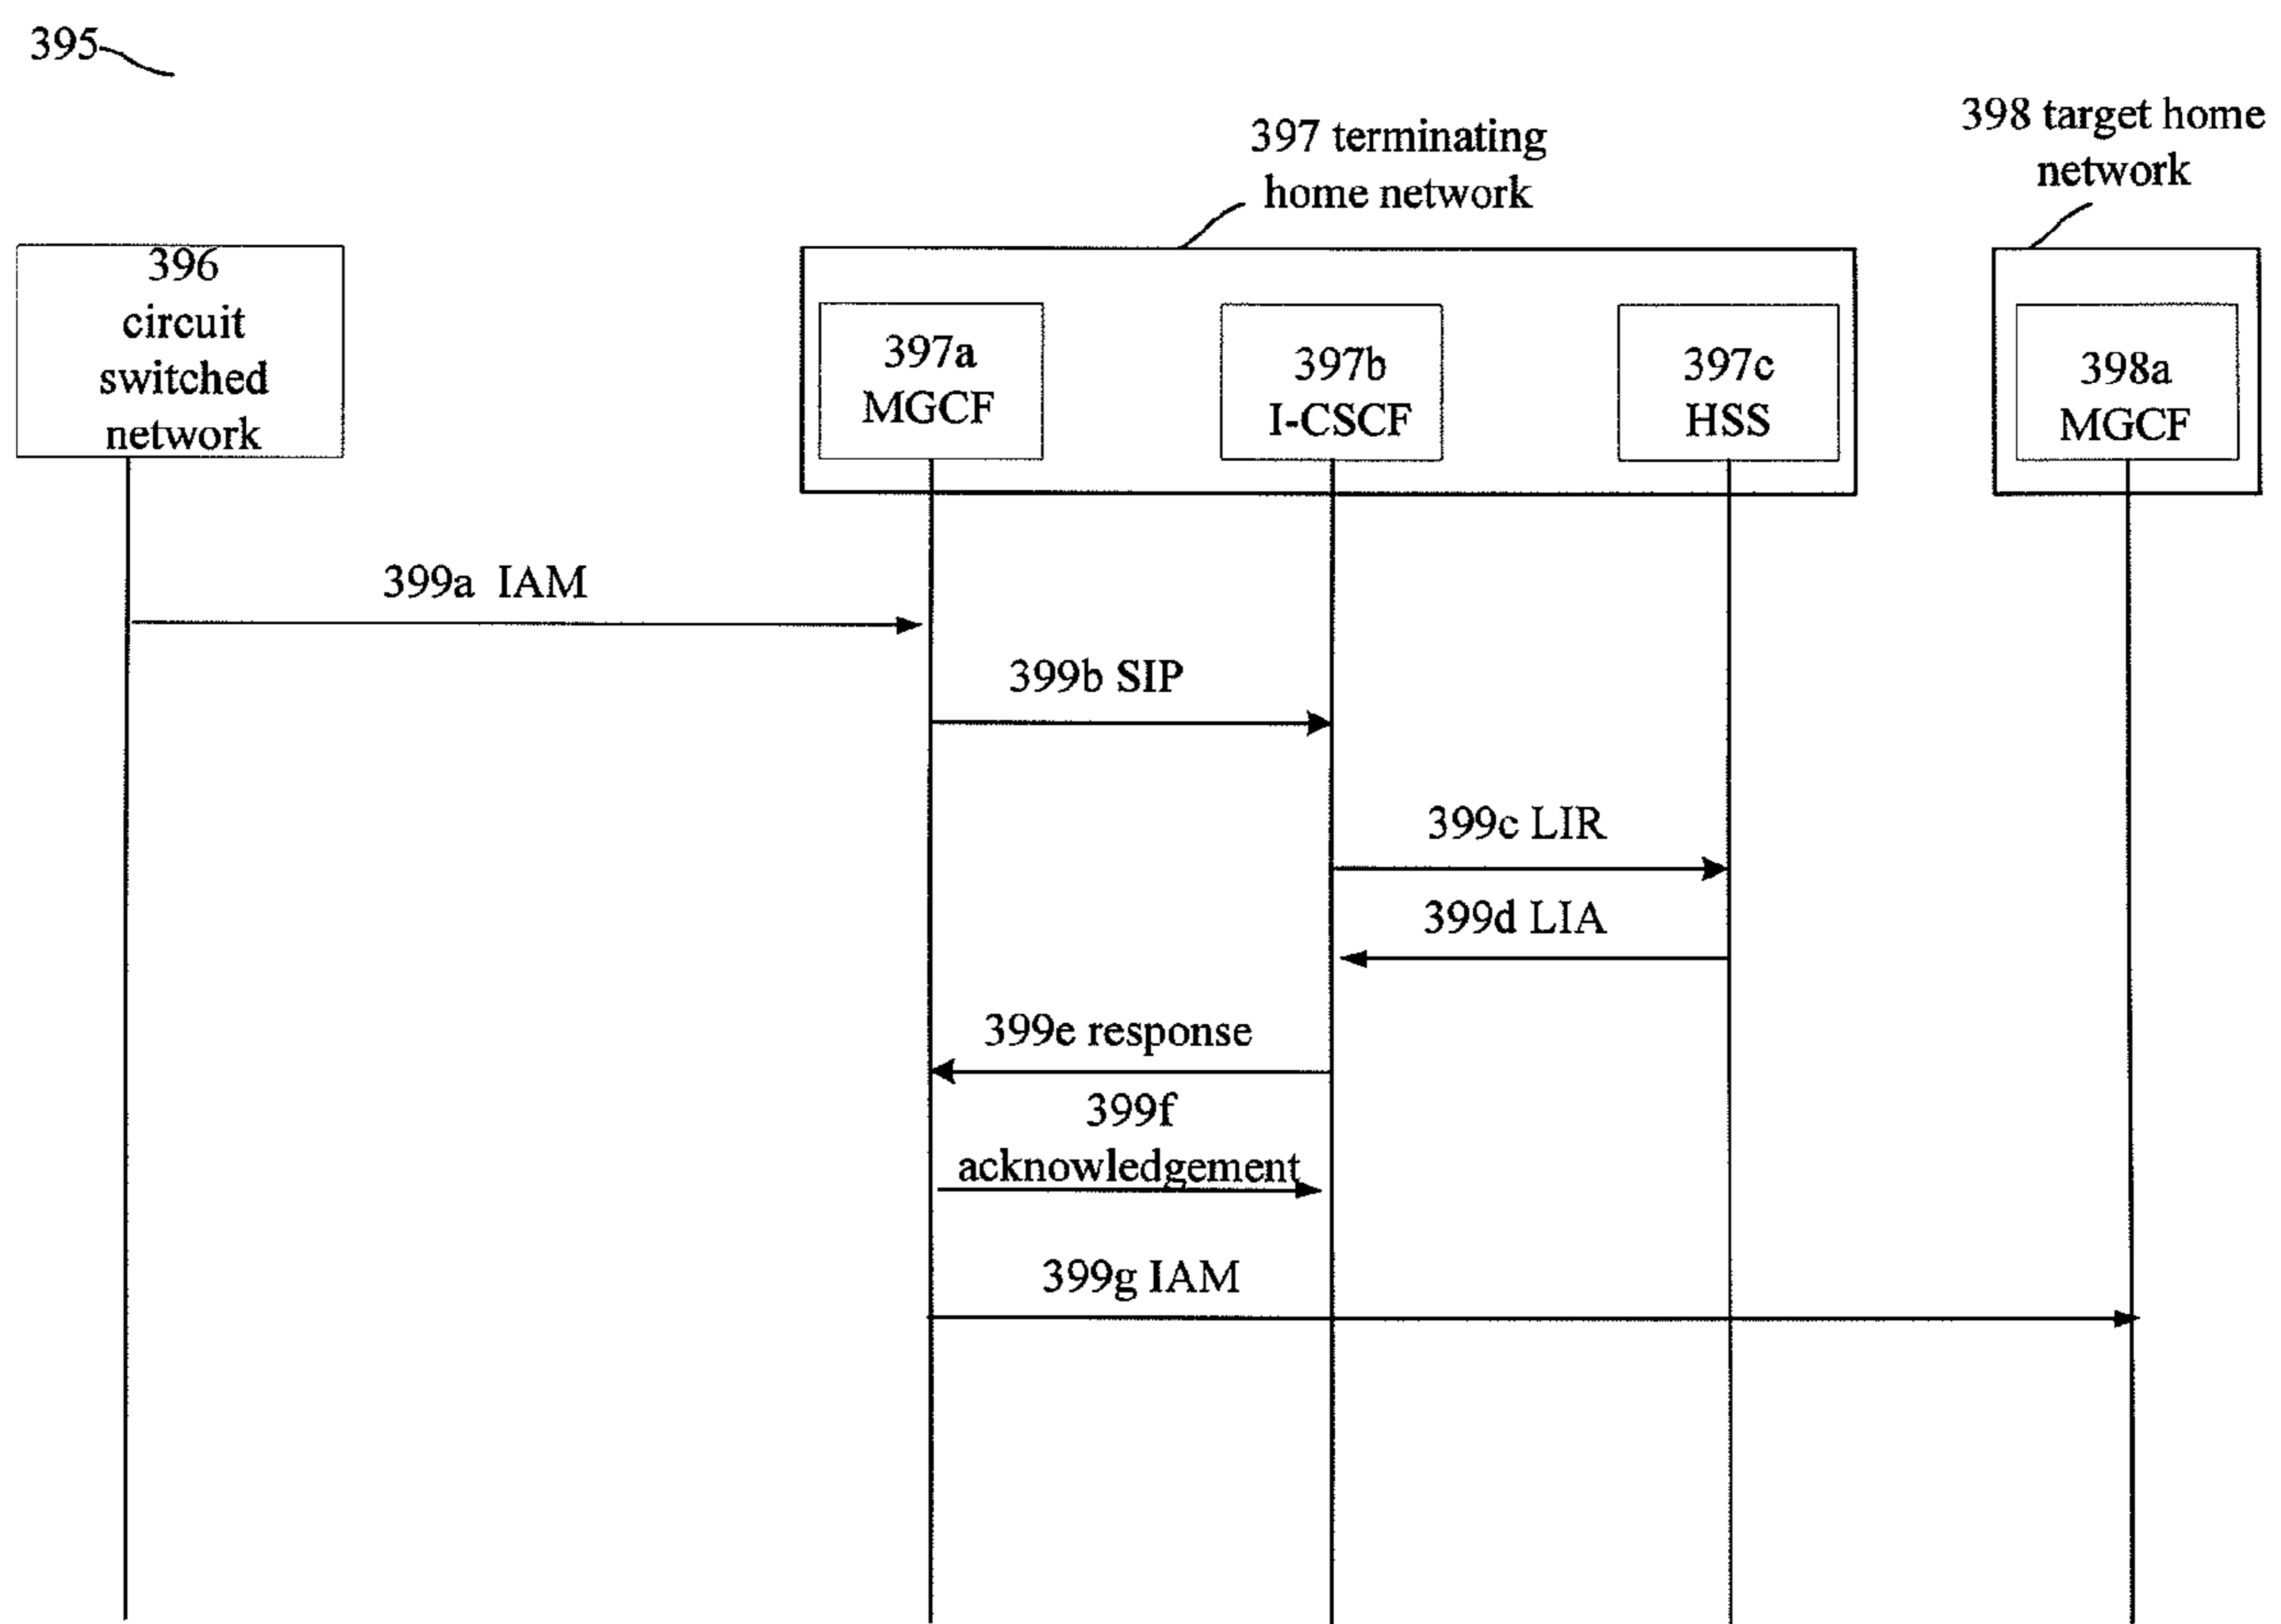 395
397 terminating
home network
398 target home
network
396
circuit
switched
network
397a
MGCF
397b
I-CSCF
397c
HSS
398a
MGCF
399a IAM
399b SIP
399c LIR
399d LIA
399e response
399f
acknowledgement
399g IAM